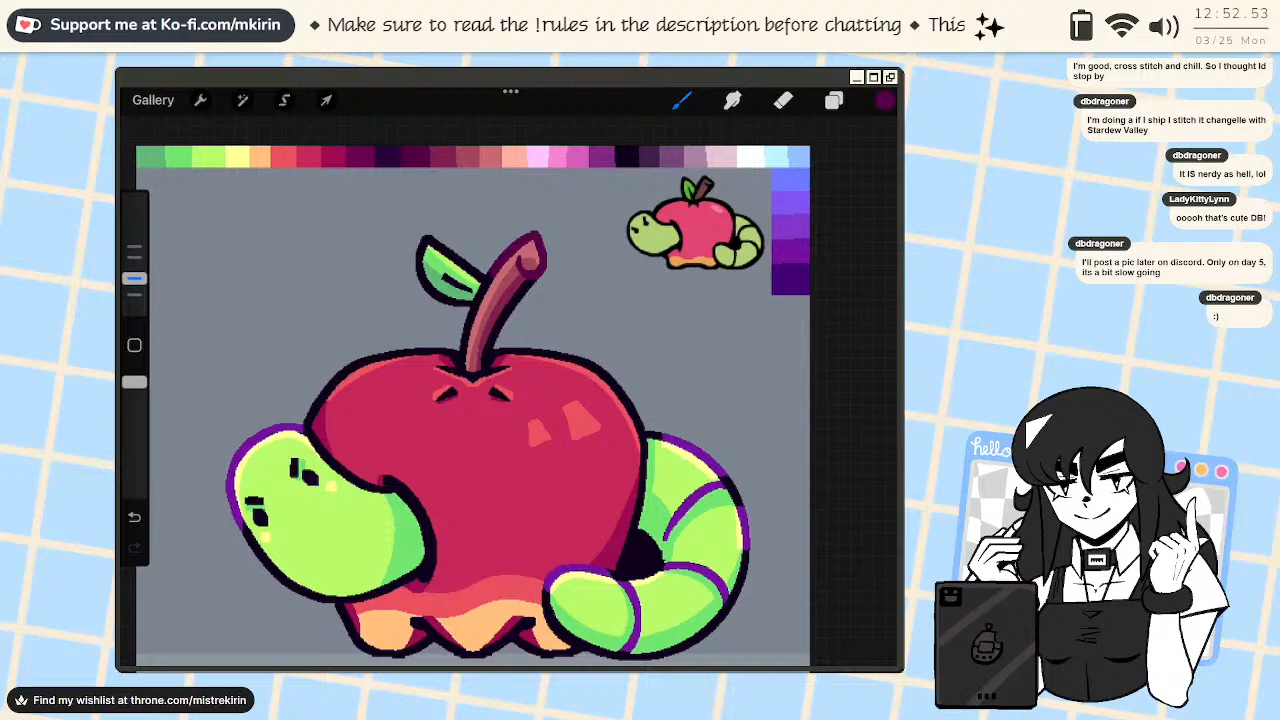 Support me at Ko-fi.com/mkirin
◆ Make sure to read the !rules in the description before chatting ◆ This
12:52.53
03/25 Mon
I'm good, cross stitch and chill. So I thought Id
stop by
dbdragoner
I'm doing a if I ship I stitch it changelle with
Stardew Valley
dbdragoner
It IS nerdy as hell, lol
LadyKittyLynn
ooooh that's cute DB!
dbdragoner
I'll post a pic later on discord. Only on day 5,
its a bit slow going
dbdragoner
:)
Gallery
hello
Find my wishlist at throne.com/mistrekirin